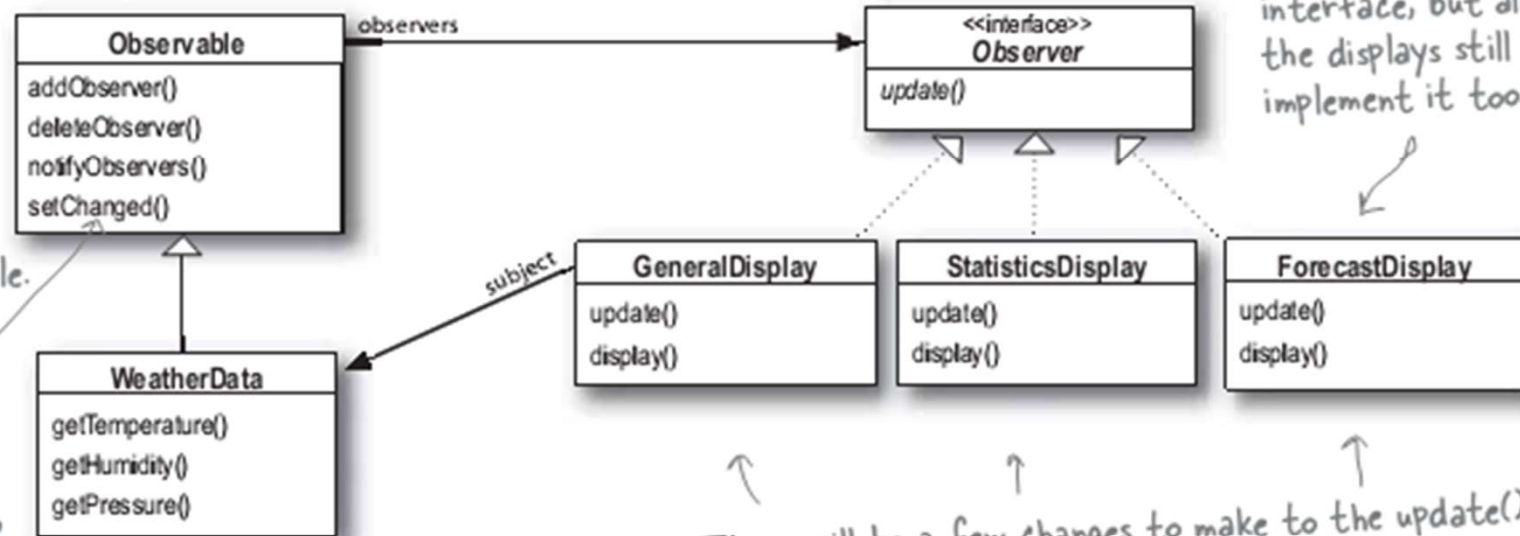 Observable
addObserver()
deleteObserver()
notifyObservers()
setChanged()
observers
<<interface>>
Observer
update()
interface, but
the displays still
implement it too
le.
WeatherData
getTemperature()
getHumidity()
getPressure()
subject
GeneralDisplay
update()
display()
StatisticsDisplay
update()
display()
ForecastDisplay
update()
display()
be a few changes to make to the update()